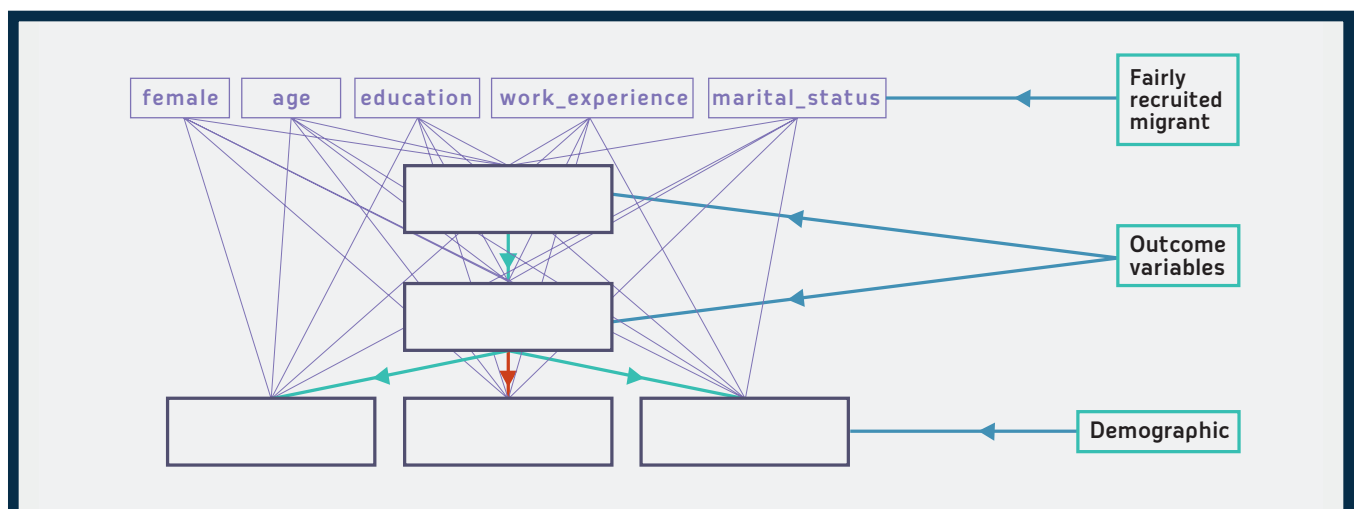 female
age
education
work_experience
marital_status
Fairly
recruited
migrant
Outcome
variables
Demographic